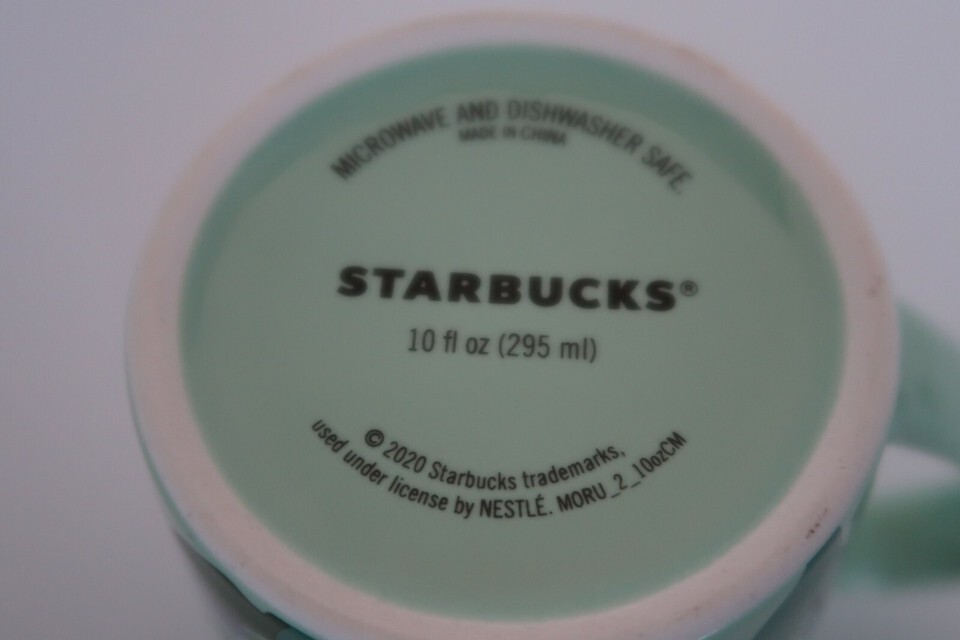 MICROWAVE AND DISHWASHER SAFE.
MADE IN CHINA
STARBUCKS®
10 fl oz (295 ml)
© 2020 Starbucks trademarks,
used under license by NESTLÉ. MORU_2_10ozCM